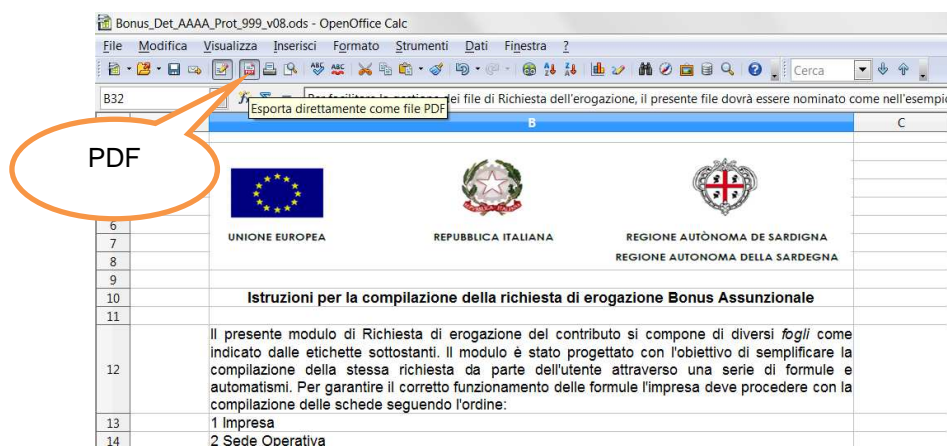 Bonus_Det_AAAA_Prot_999_v08.ods - OpenOffice Calc
File Modifica Visualizza Inserisci Formato Strumenti Dati Finestra ?
Cerca
B32
dei file di Richiesta dell'erogazione, il presente file dovrà essere nominato come nell'esempio
Esporta direttamente come file PDF
B C
PDF
UNIONE EUROPEA REPUBBLICA ITALIANA REGIONE AUTÒNOMA DE SARDIGNA
REGIONE AUTONOMA DELLA SARDEGNA
6
7
8
9
10 Istruzioni per la compilazione della richiesta di erogazione Bonus Assunzionale
11
Il presente modulo di Richiesta di erogazione del contributo si compone di diversi fogli come
indicato dalle etichette sottostanti. Il modulo è stato progettato con l'obiettivo di semplificare la
12 compilazione della stessa richiesta da parte dell'utente attraverso una serie di formule e
automatismi. Per garantire il corretto funzionamento delle formule l'impresa deve procedere con la
compilazione delle schede seguendo l'ordine:
13 1 Impresa
14 2 Sede Operativa